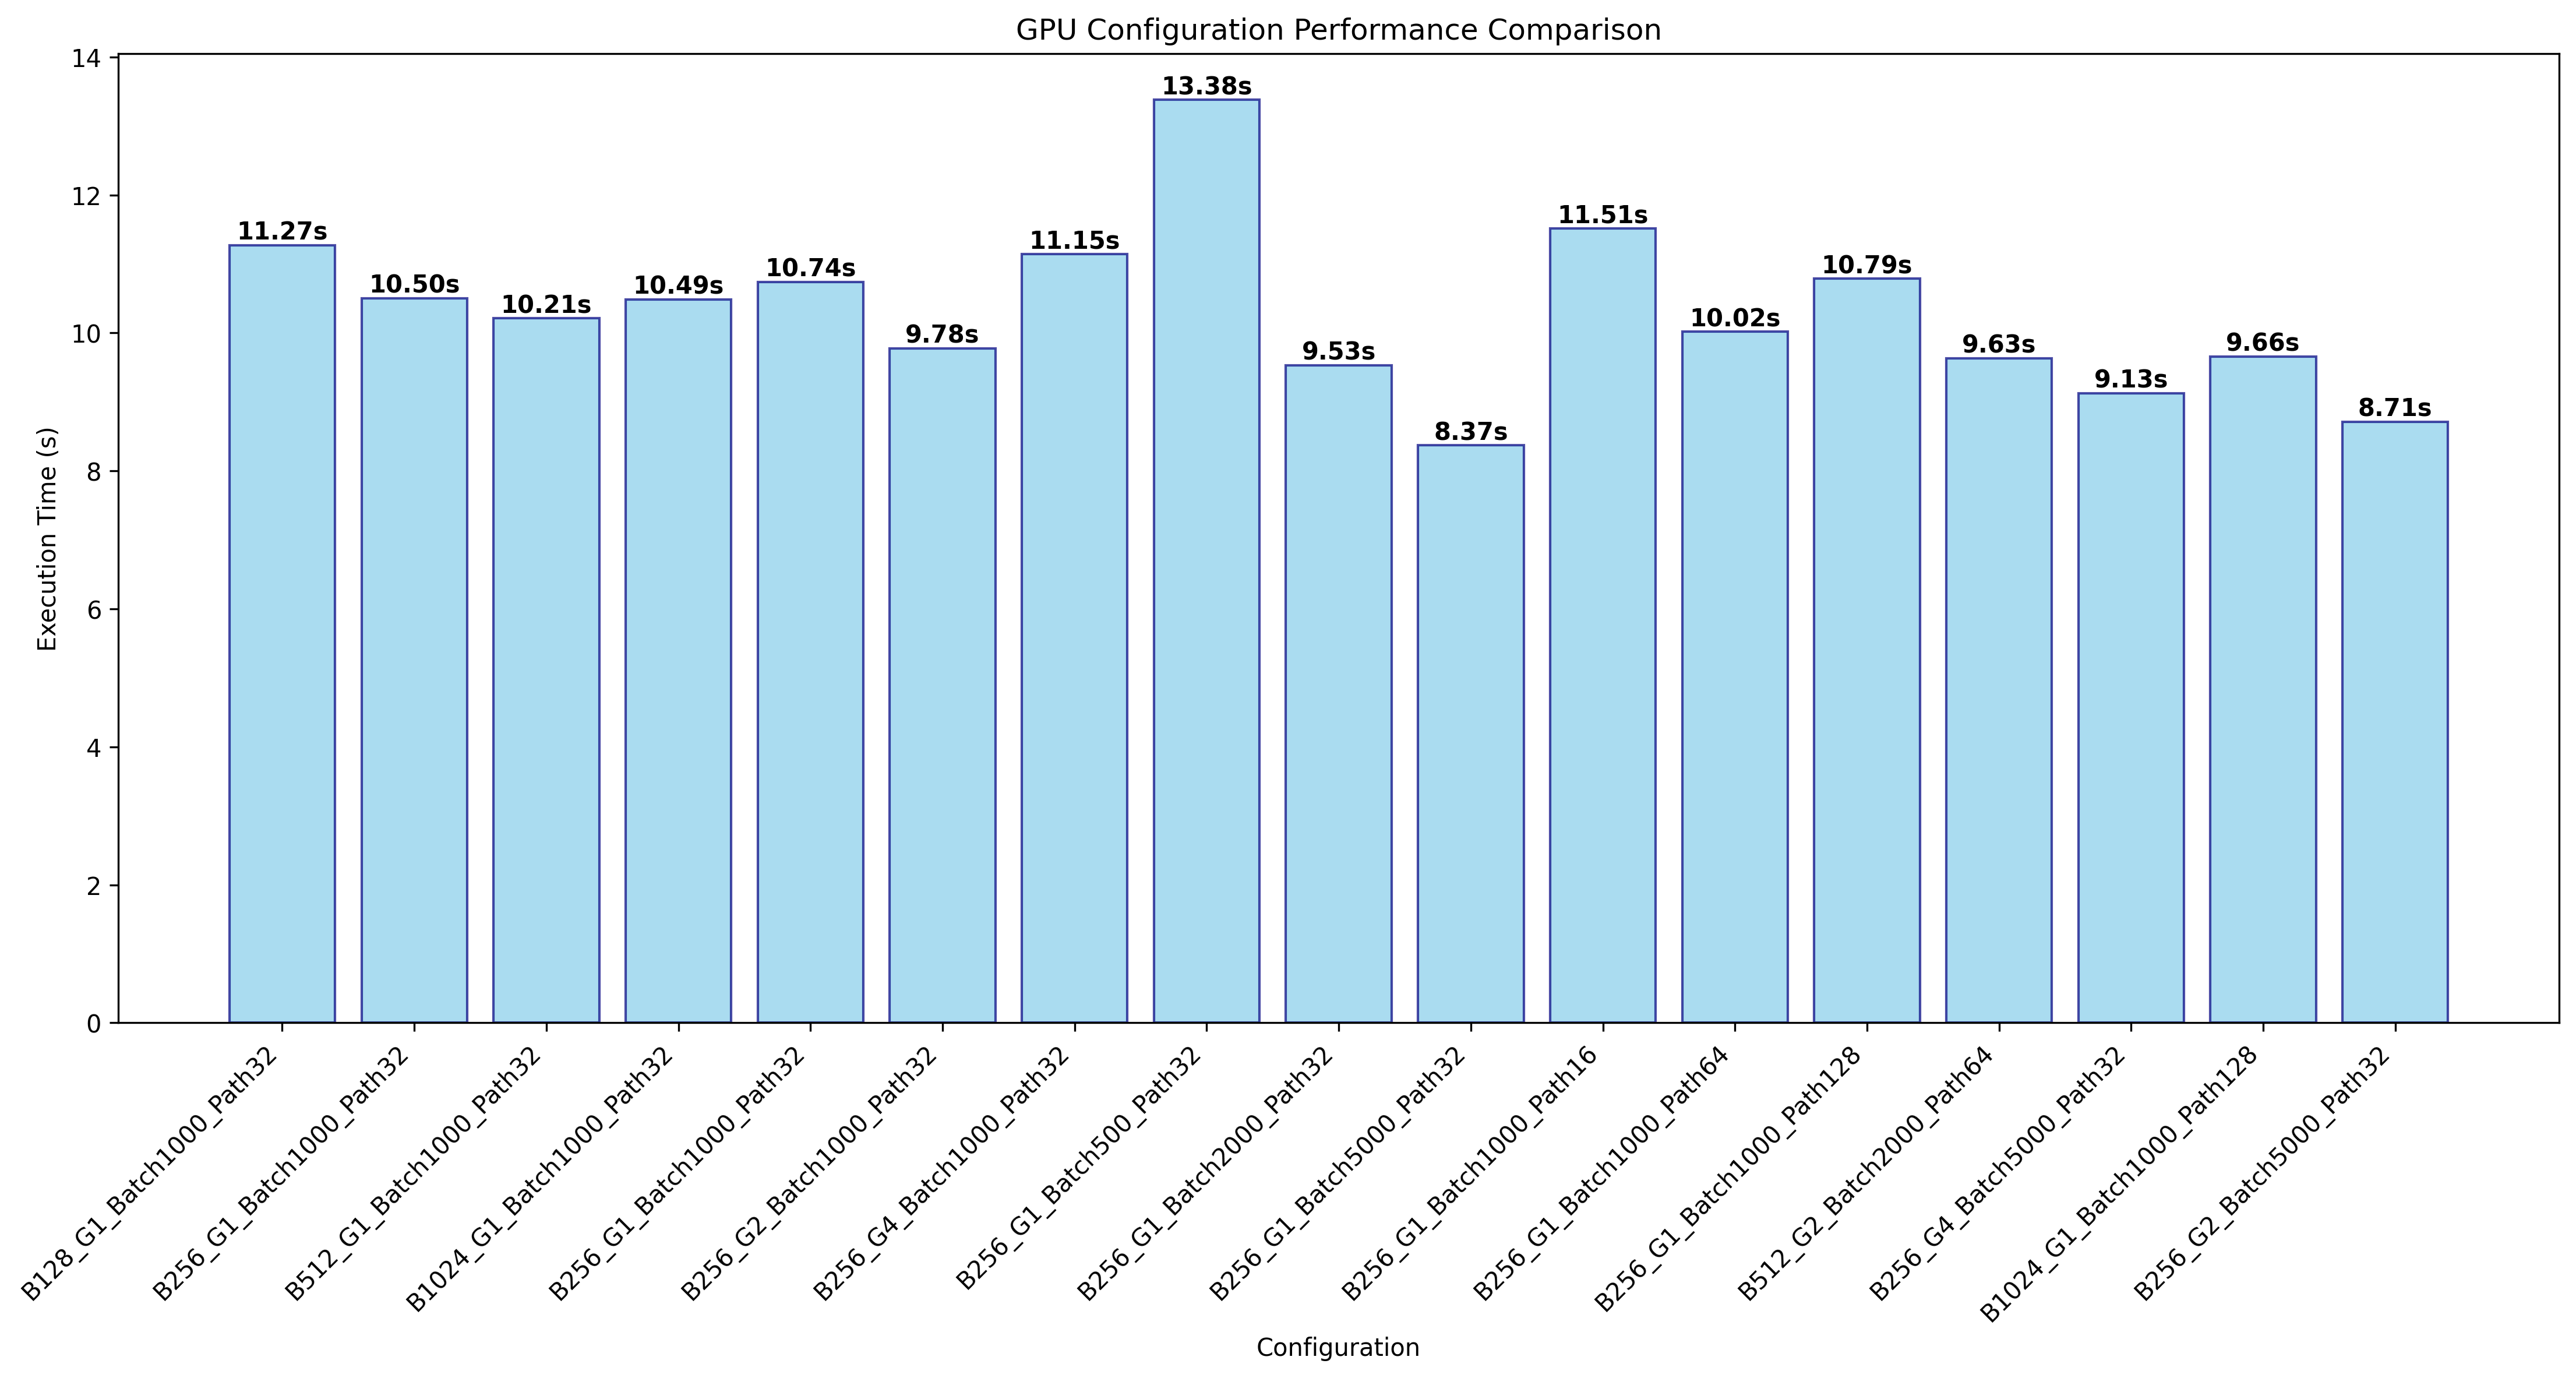 GPU Configuration Performance Comparison
14
12
10
8
6
4
2
0
Execution Time (s)
11.27s
10.50s
10.21s
10.49s
10.74s
9.78s
11.15s
13.38s
9.53s
8.37s
11.51s
10.02s
10.79s
9.63s
9.13s
9.66s
8.71s
B128_G1_Batch1000_Path32
B256_G1_Batch1000_Path32
B512_G1_Batch1000_Path32
B1024_G1_Batch1000_Path32
B256_G1_Batch1000_Path32
B256_G2_Batch1000_Path32
B256_G4_Batch1000_Path32
B256_G1_Batch500_Path32
B256_G1_Batch2000_Path32
B256_G1_Batch5000_Path32
B256_G1_Batch1000_Path16
B256_G1_Batch1000_Path64
B256_G1_Batch1000_Path128
B512_G2_Batch2000_Path64
B256_G4_Batch5000_Path32
B1024_G1_Batch1000_Path128
B256_G2_Batch5000_Path32
Configuration